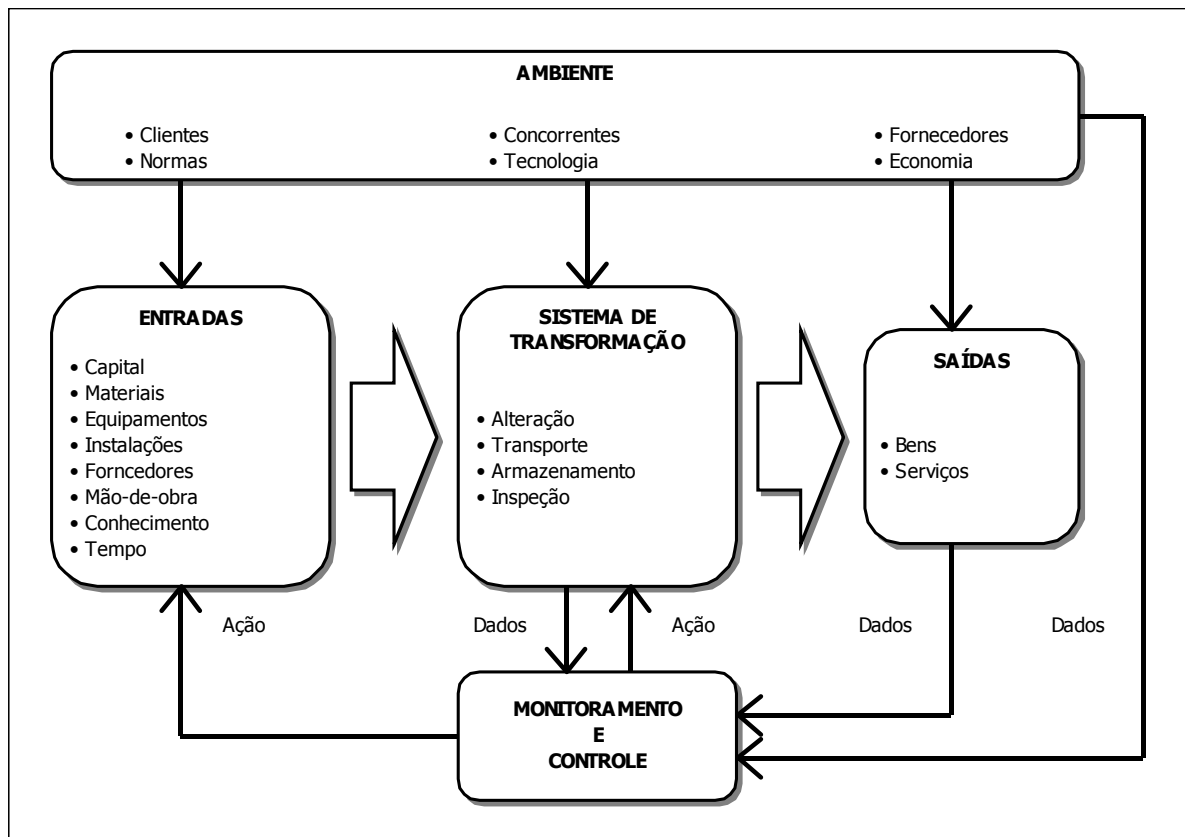 AMBIENTE
• Clientes
• Normas
• Concorrentes
• Tecnologia
• Fornecedores
• Economia
ENTRADAS
• Capital
• Materiais
• Equipamentos
• Instalações
• Forncedores
• Mão-de-obra
• Conhecimento
• Tempo
SISTEMA DE
TRANSFORMAÇÃO
• Alteração
• Transporte
• Armazenamento
• Inspeção
SAÍDAS
• Bens
• Serviços
Ação
Dados
Ação
Dados
Dados
MONITORAMENTO
E
CONTROLE